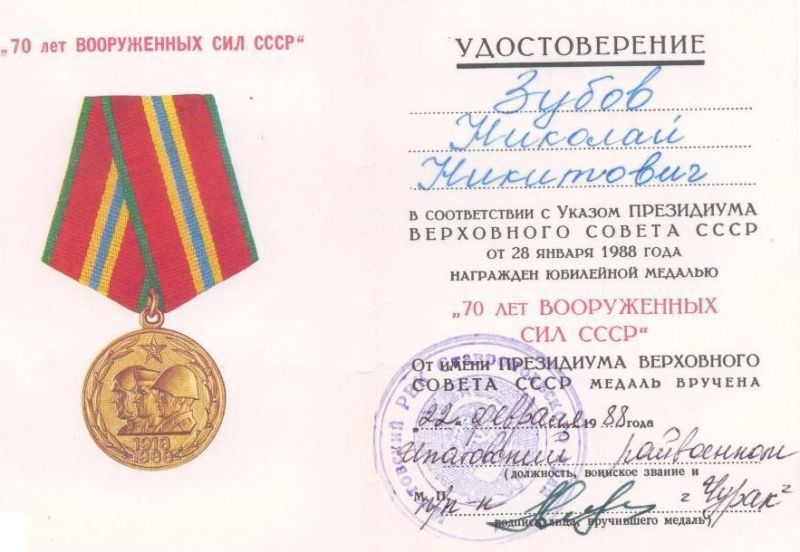 „70 лет ВООРУЖЕННЫХ СИЛ СССР“
1918
1988
УДОСТОВЕРЕНИЕ
Зубов
Николай
Никитович
в соответствии с Указом ПРЕЗИДИУМА
ВЕРХОВНОГО СОВЕТА СССР
от 28 января 1988 года
награжден юбилейной медалью
„70 лет ВООРУЖЕННЫХ
СИЛ СССР“
От имени ПРЕЗИДИУМА ВЕРХОВНОГО
СОВЕТА СССР медаль вручена
„22“ февраля 1988 года
Ипатовский райвоенком
(должность, воинское звание и
М. П. п/п-к г Чурак
подпись лица, вручившего медаль)